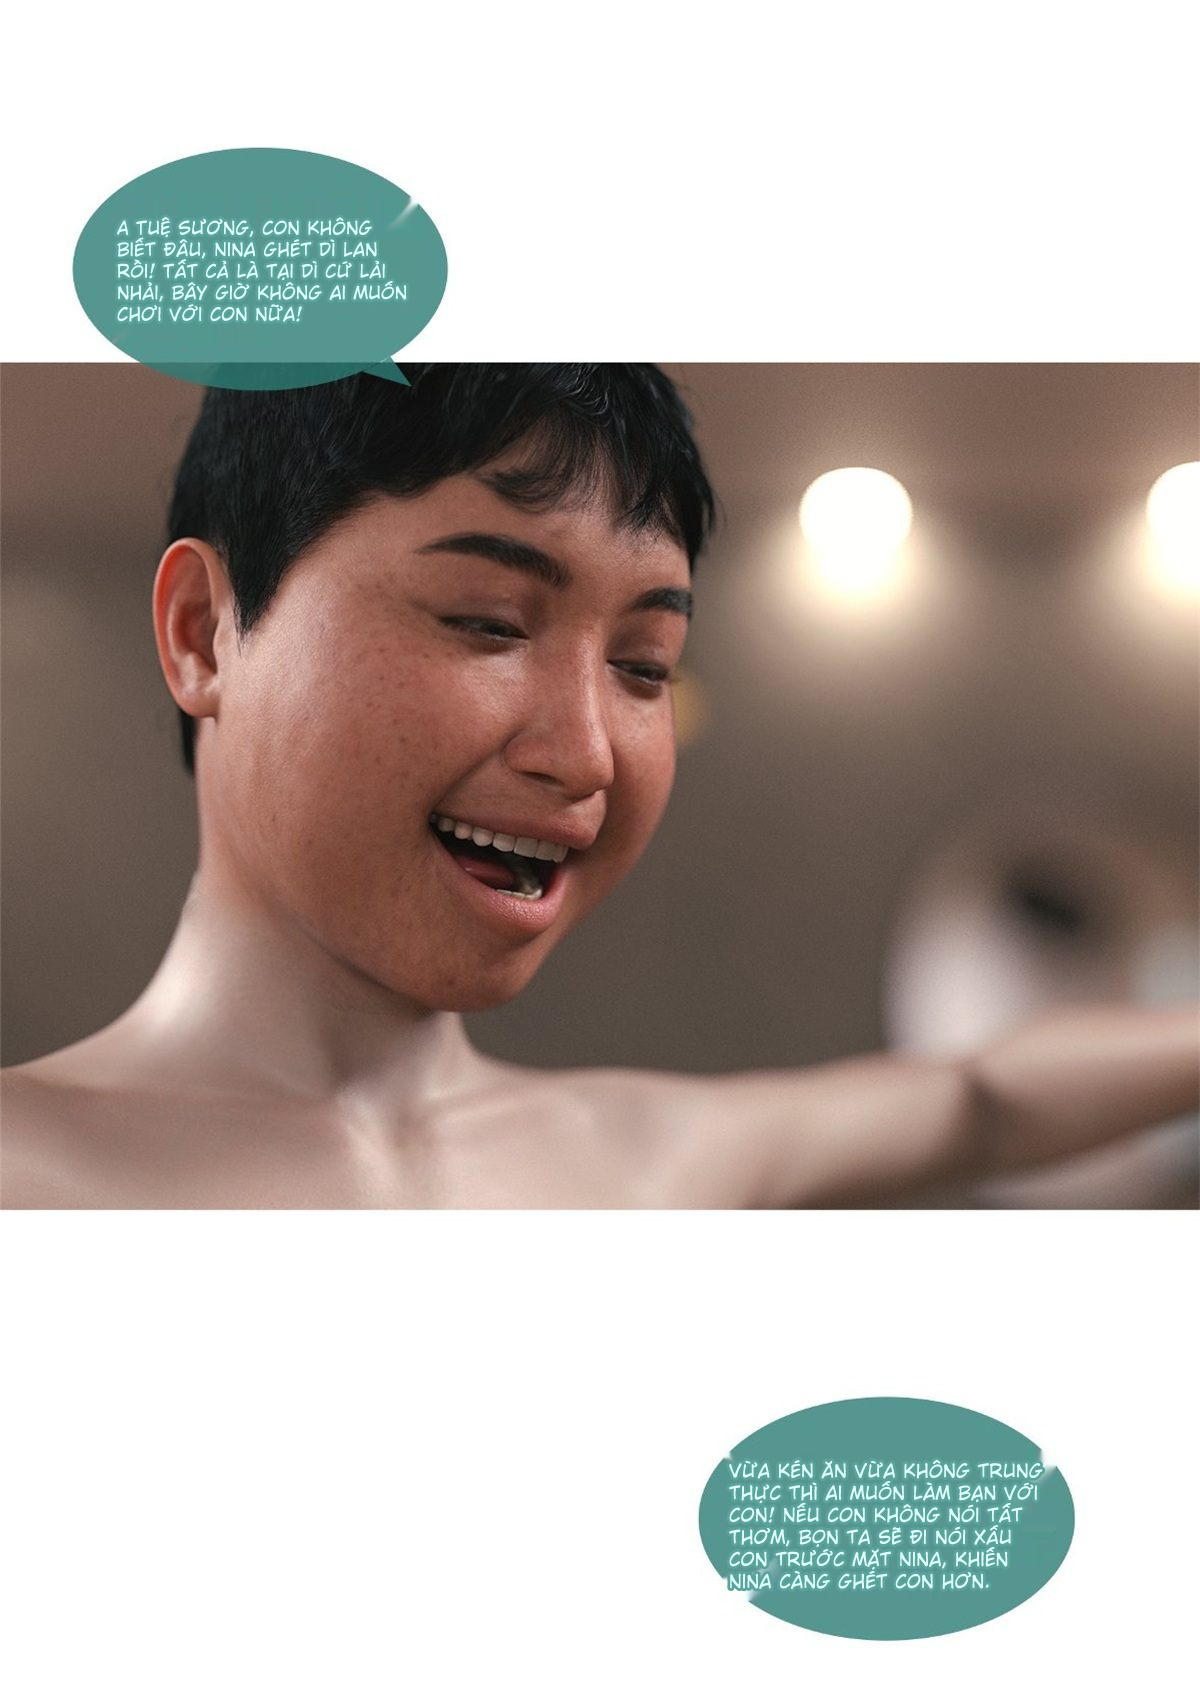 A TUỆ SƯƠNG, CON KHÔNG
BIẾT ĐÂU, NINA GHÉT DÌ LAN
RỒI! TẤT CẢ LÀ TẠI DÌ CỨ LẢI
NHẢI, BÂY GIỜ KHÔNG AI MUỐN
CHƠI VỚI CON NỮA!
VỪA KÉN ĂN VỪA KHÔNG TRUNG
THỰC THÌ AI MUỐN LÀM BẠN VỚI
CON! NẾU CON KHÔNG NÓI TẤT
THƠM, BỌN TA SẼ ĐI NÓI XẤU
CON TRƯỚC MẶT NINA, KHIẾN
NINA CÀNG GHÉT CON HƠN.